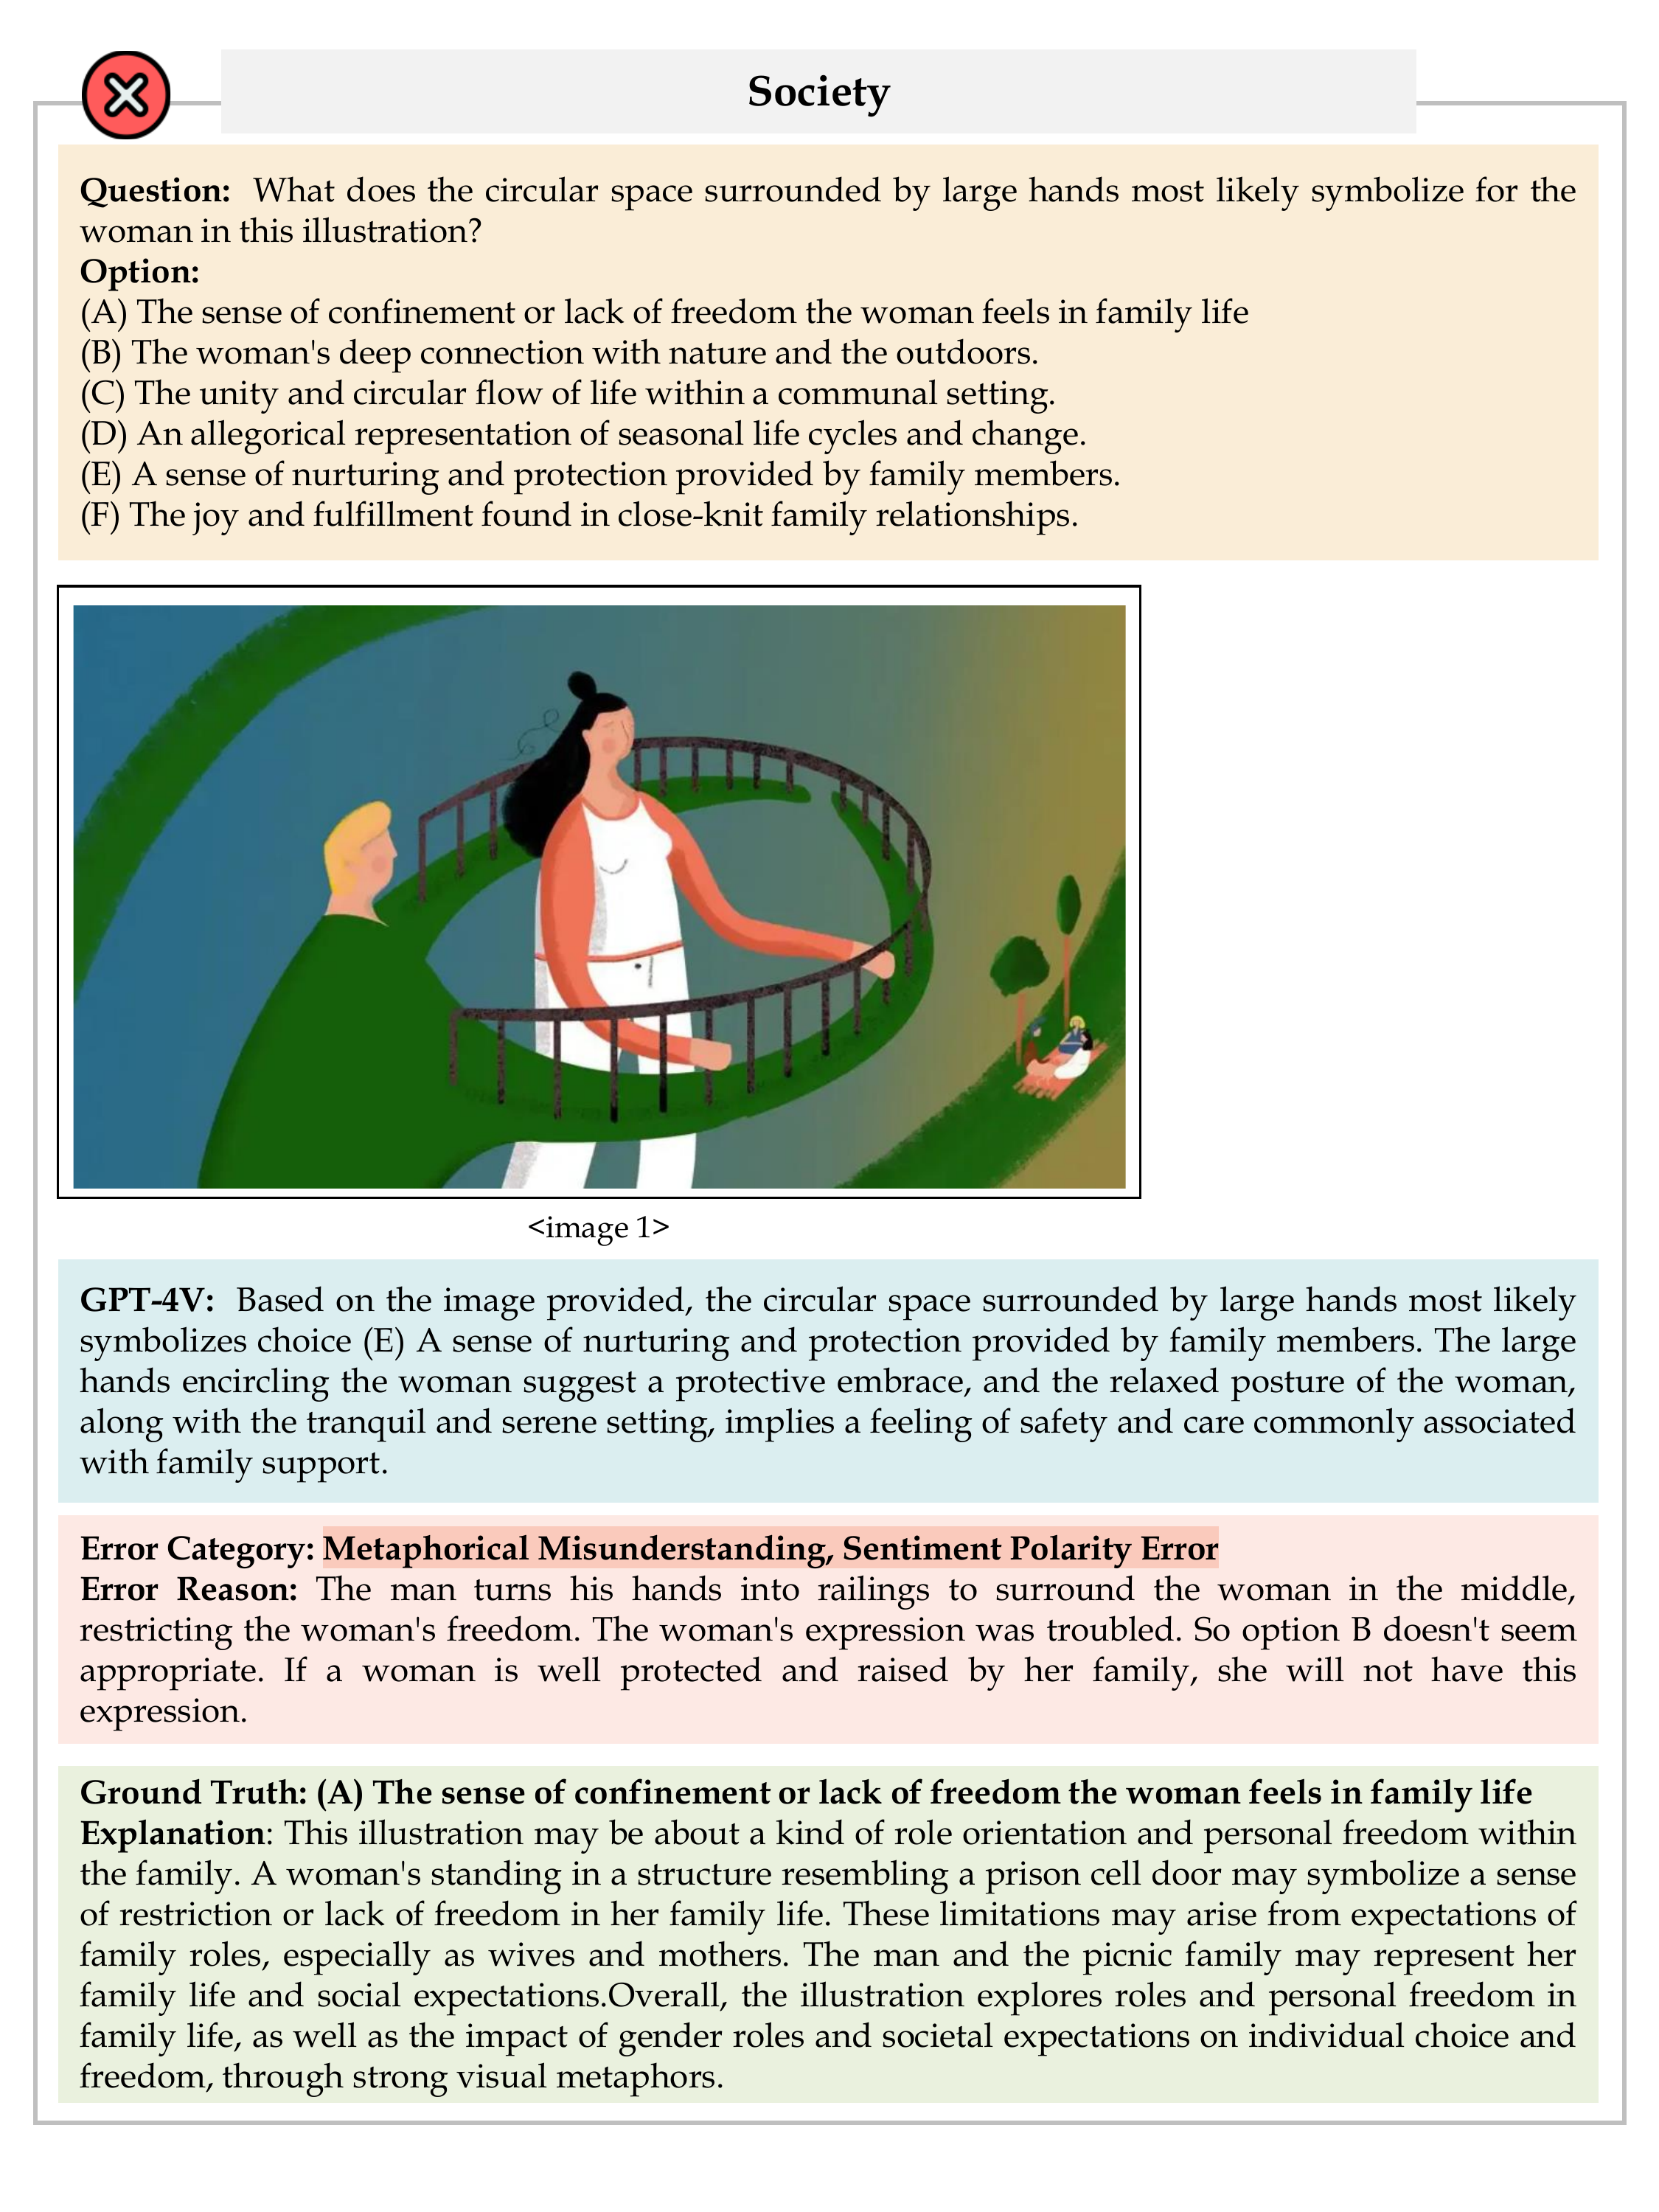 Society
Question: What does the circular space surrounded by large hands most likely symbolize for the
woman in this illustration?
Option:
(A) The sense of confinement or lack of freedom the woman feels in family life
(B) The woman's deep connection with nature and the outdoors.
(C) The unity and circular flow of life within a communal setting.
(D) An allegorical representation of seasonal life cycles and change.
(E) A sense of nurturing and protection provided by family members.
(F) The joy and fulfillment found in close-knit family relationships.
<image 1>
GPT-4V: Based on the image provided, the circular space surrounded by large hands most likely
symbolizes choice (E) A sense of nurturing and protection provided by family members. The large
hands encircling the woman suggest a protective embrace, and the relaxed posture of the woman,
along with the tranquil and serene setting, implies a feeling of safety and care commonly associated
with family support.
Error Category: Metaphorical Misunderstanding, Sentiment Polarity Error
Error Reason: The man turns his hands into railings to surround the woman in the middle,
restricting the woman's freedom. The woman's expression was troubled. So option B doesn't seem
appropriate. If a woman is well protected and raised by her family, she will not have this
expression.
Ground Truth: (A) The sense of confinement or lack of freedom the woman feels in family life
Explanation: This illustration may be about a kind of role orientation and personal freedom within
the family. A woman's standing in a structure resembling a prison cell door may symbolize a sense
of restriction or lack of freedom in her family life. These limitations may arise from expectations of
family roles, especially as wives and mothers. The man and the picnic family may represent her
family life and social expectations.Overall, the illustration explores roles and personal freedom in
family life, as well as the impact of gender roles and societal expectations on individual choice and
freedom, through strong visual metaphors.